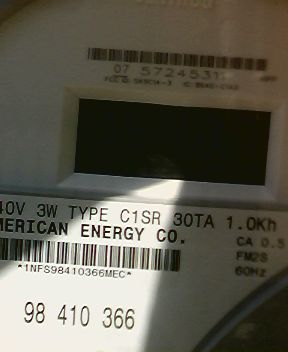 07 57245317
40V 3W TYPE C1SR 30TA 1.0Kh
MERICAN ENERGY CO.
CA 0.5
FM2S
*1NFS98410366MEC*
60Hz
98 410 366